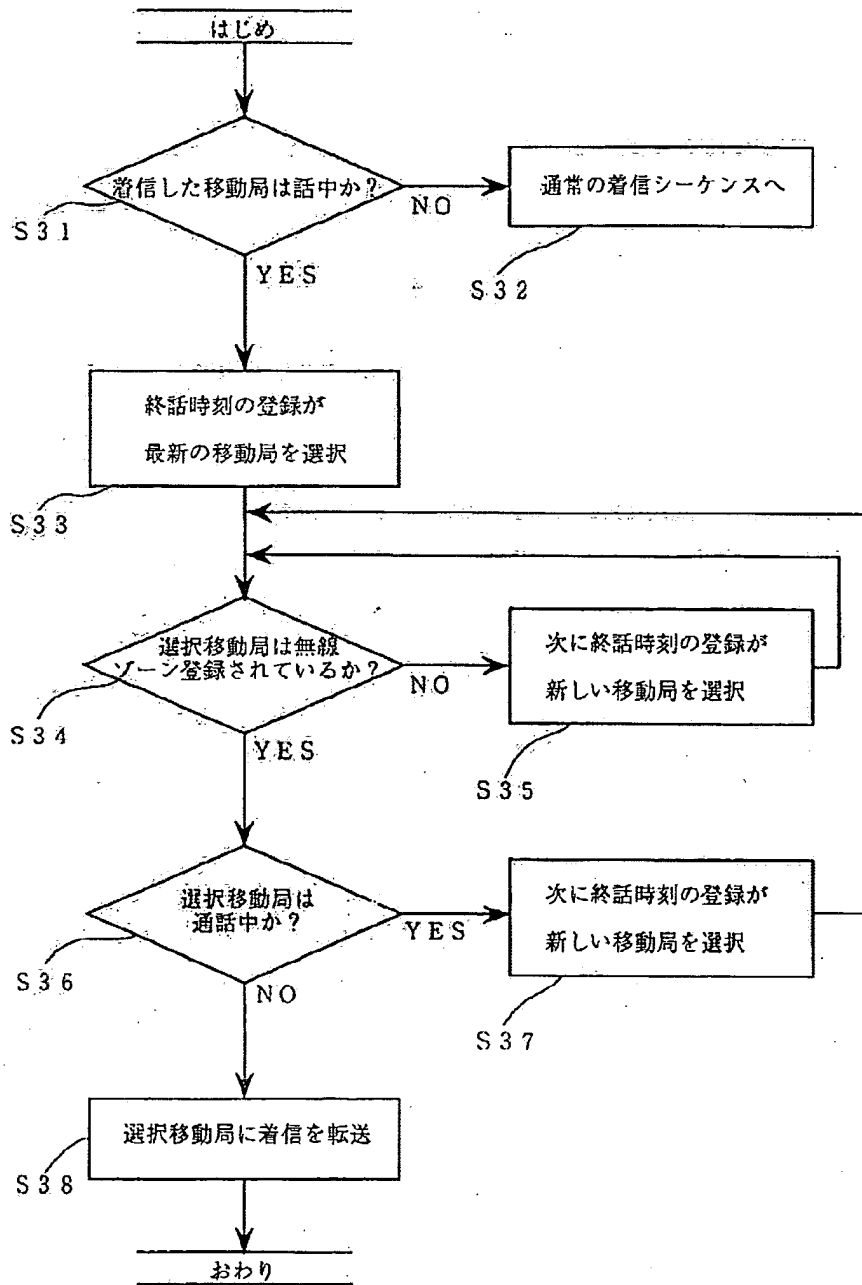 はじめ
着信した移動局は話中か？
NO
通常の着信シーケンスへ
S31
S32
YES
終話時刻の登録が
最新の移動局を選択
S33
選択移動局は無線
ゾーン登録されているか？
NO
次に終話時刻の登録が
新しい移動局を選択
S34
YES
S35
選択移動局は
通話中か？
YES
次に終話時刻の登録が
新しい移動局を選択
S36
NO
S37
選択移動局に着信を転送
S38
おわり